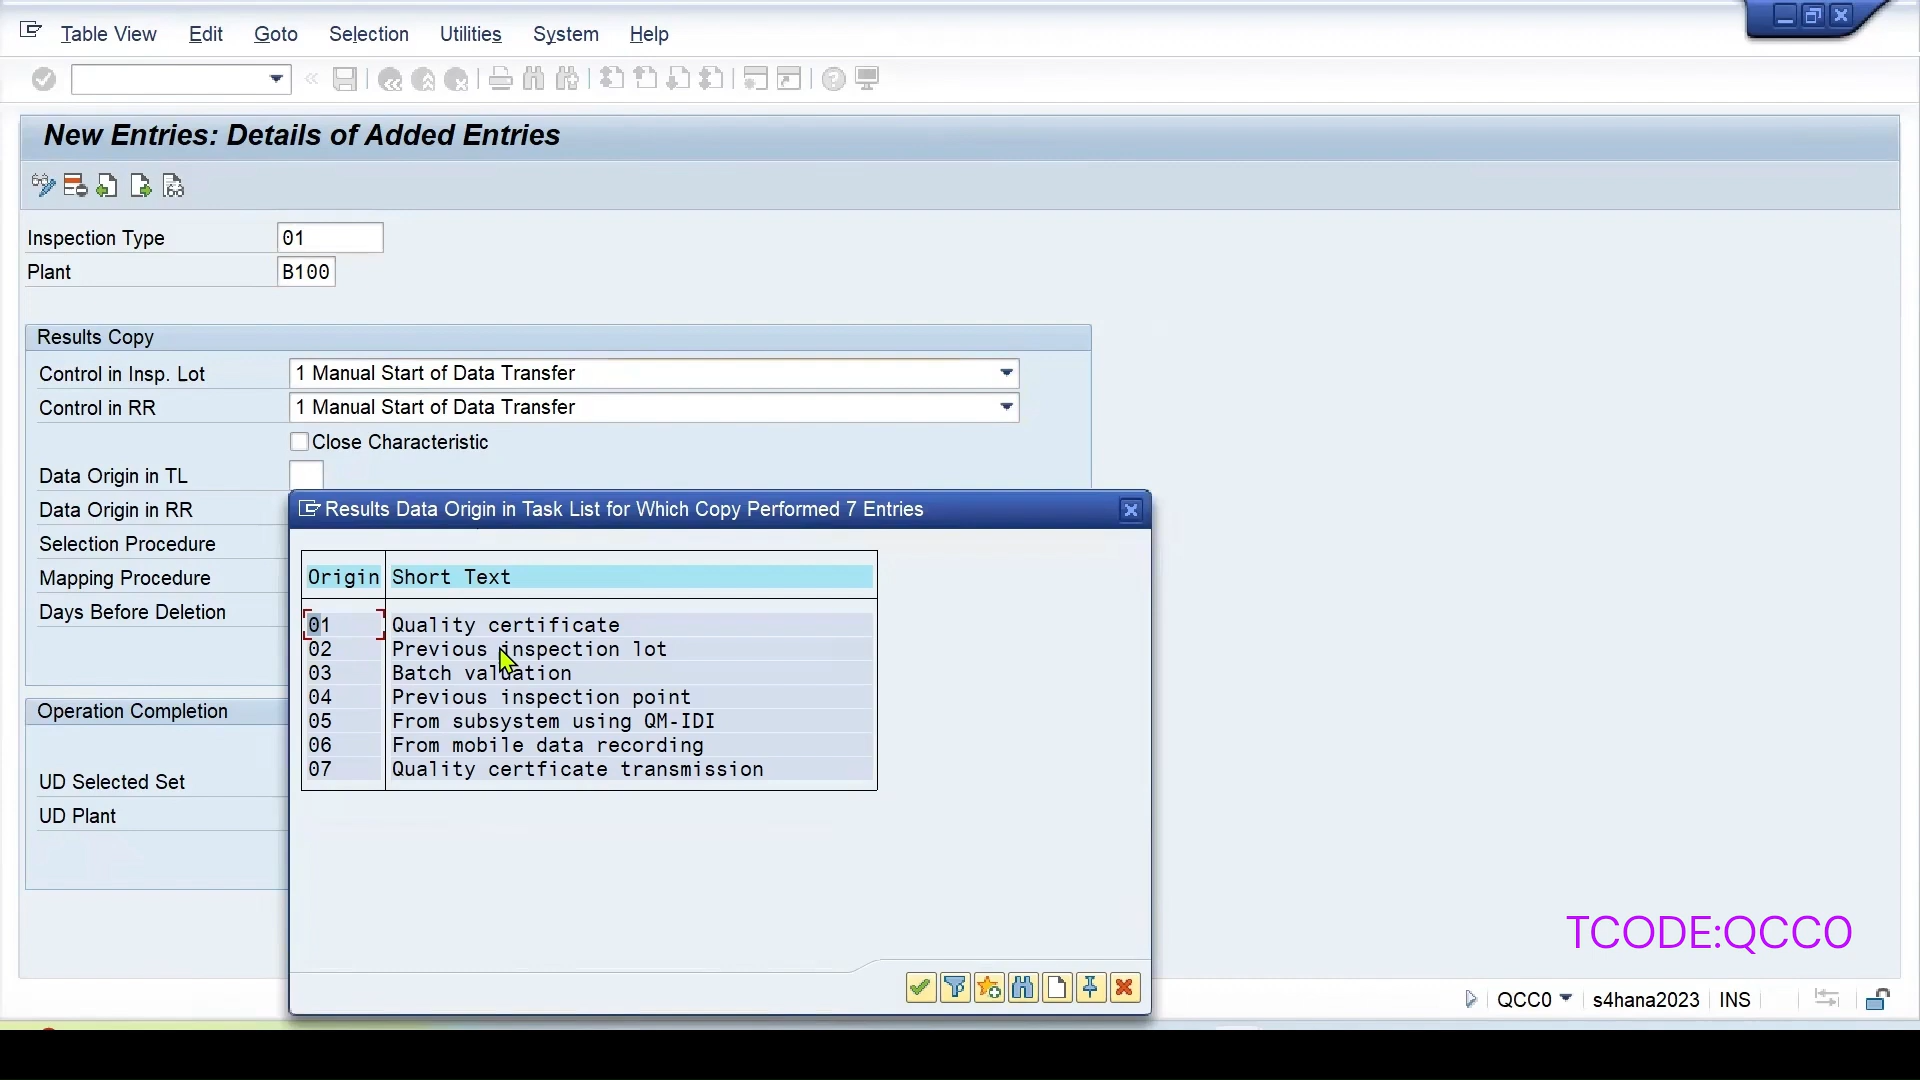 Table View Edit Goto Selection Utilities System Help
New Entries: Details of Added Entries
Inspection Type 01
Plant B100
Results Copy
Control in Insp. Lot 1 Manual Start of Data Transfer
Control in RR 1 Manual Start of Data Transfer
Close Characteristic
Data Origin in TL
Data Origin in RR
Selection Procedure
Mapping Procedure
Days Before Deletion
Operation Completion
UD Selected Set
UD Plant
Results Data Origin in Task List for Which Copy Performed 7 Entries
Origin Short Text
01 Quality certificate
02 Previous inspection lot
03 Batch valuation
04 Previous inspection point
05 From subsystem using QM-IDI
06 From mobile data recording
07 Quality certficate transmission
TCODE:QCC0
QCC0 s4hana2023 INS